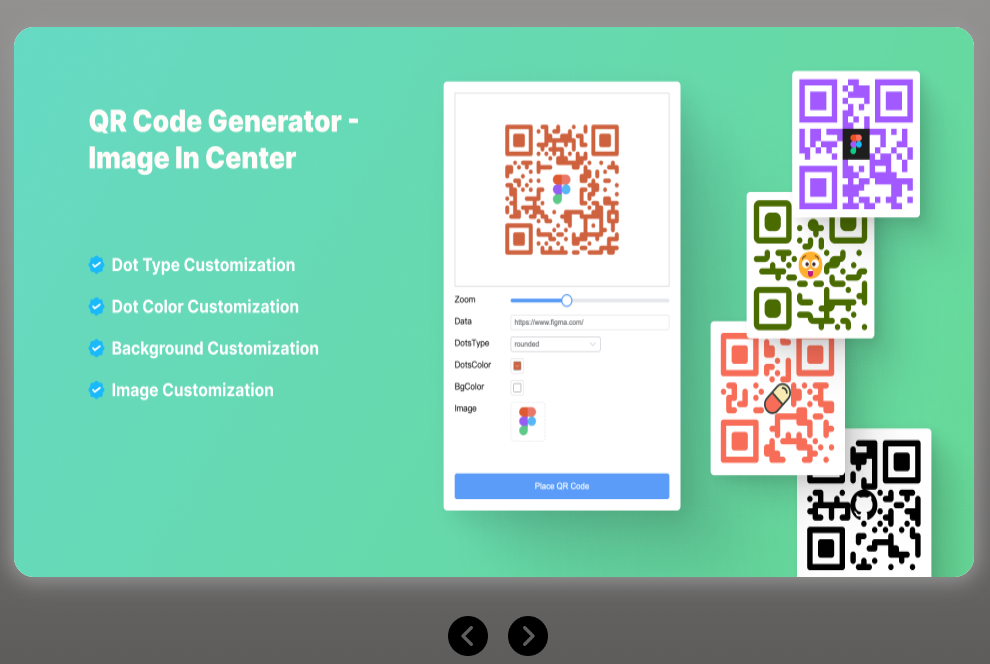 QR Code Generator -
Image In Center
Dot Type Customization
Dot Color Customization
Background Customization
Image Customization
Zoom
Data
https://www.figma.com/
DotsType
rounded
DotsColor
BgColor
Image
Place QR Code